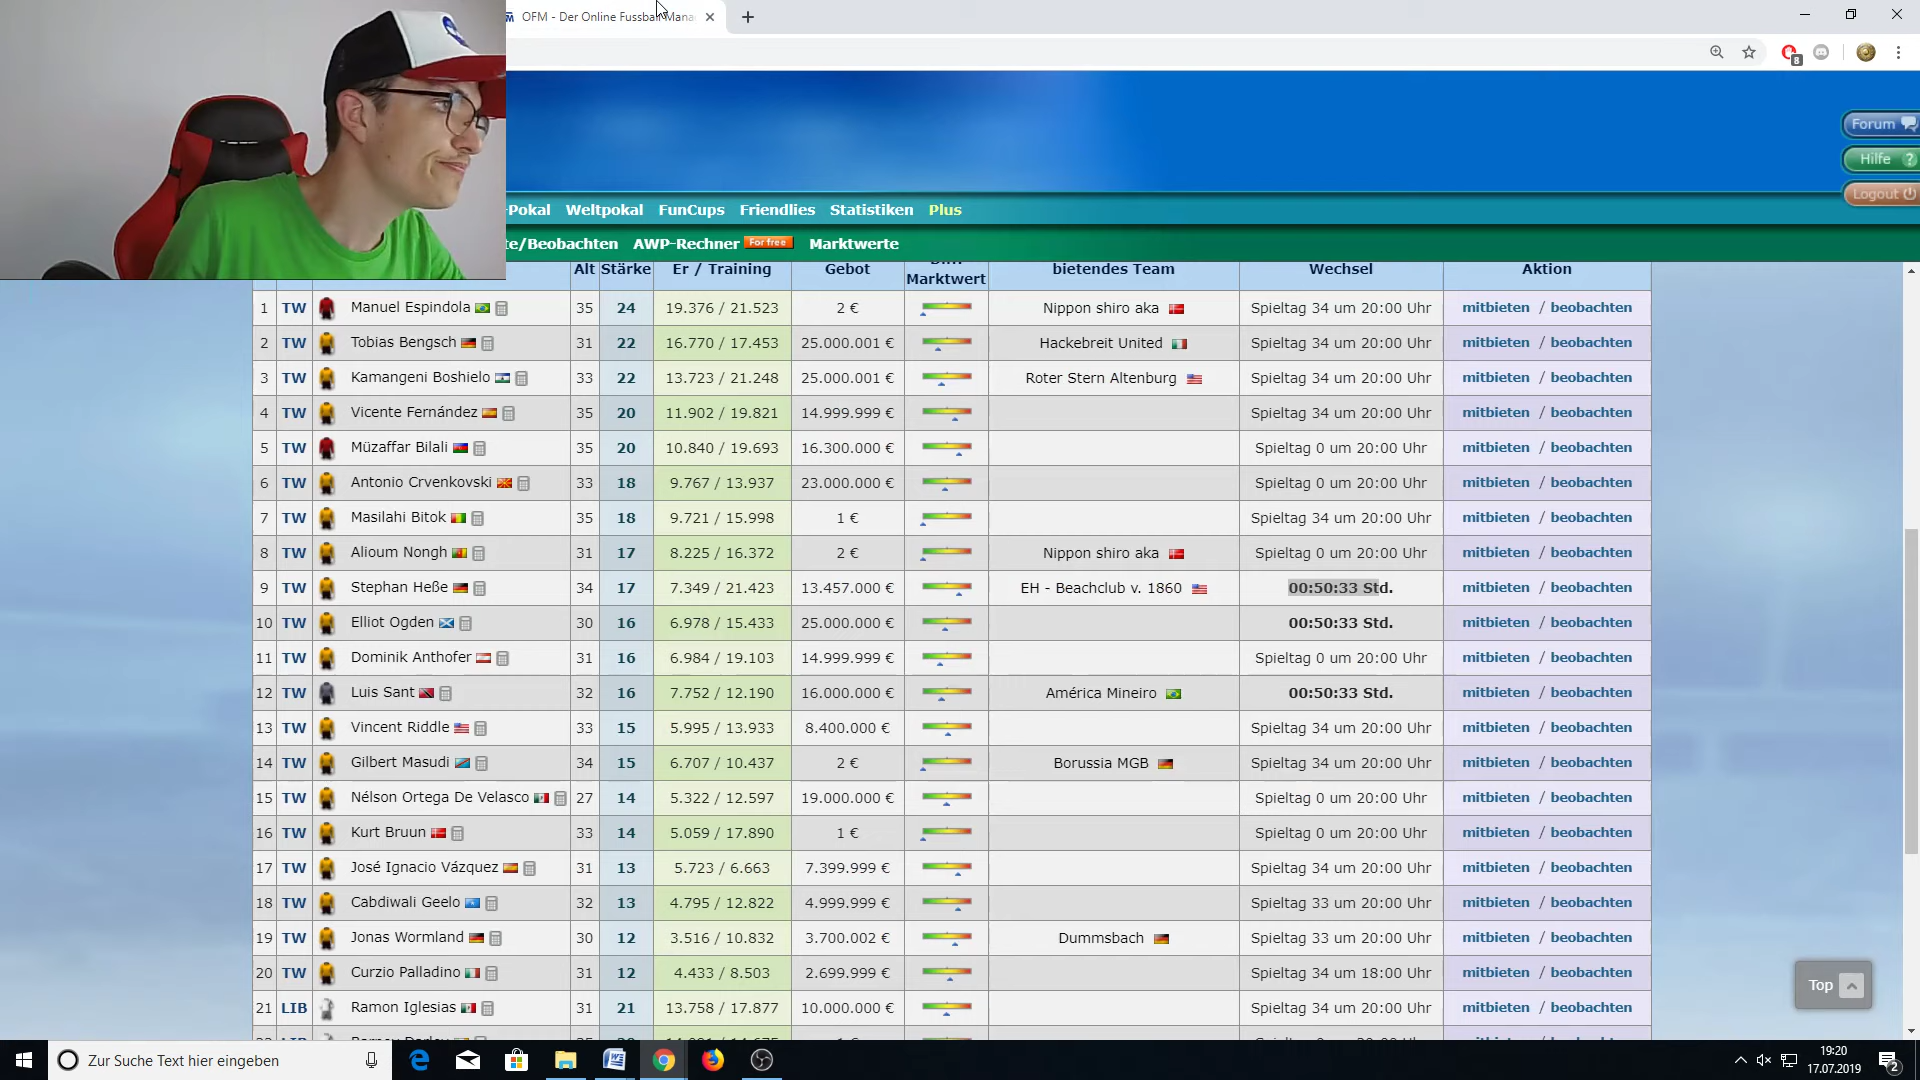 OFM - Der Online Fussball-Mana
8
Forum
Hilfe ?
Logout
-Pokal Weltpokal FunCups Friendlies Statistiken Plus
te/Beobachten AWP-Rechner For free Marktwerte
Alt Stärke Er / Training Gebot Marktwert bietendes Team Wechsel Aktion
1 TW Manuel Espindola 35 24 19.376 / 21.523 2 € Nippon shiro aka Spieltag 34 um 20:00 Uhr mitbieten / beobachten
2 TW Tobias Bengsch 31 22 16.770 / 17.453 25.000.001 € Hackebreit United Spieltag 34 um 20:00 Uhr mitbieten / beobachten
3 TW Kamangeni Boshielo 33 22 13.723 / 21.248 25.000.001 € Roter Stern Altenburg Spieltag 34 um 20:00 Uhr mitbieten / beobachten
4 TW Vicente Fernández 35 20 11.902 / 19.821 14.999.999 € Spieltag 34 um 20:00 Uhr mitbieten / beobachten
5 TW Müzaffar Bilali 35 20 10.840 / 19.693 16.300.000 € Spieltag 0 um 20:00 Uhr mitbieten / beobachten
6 TW Antonio Crvenkovski 33 18 9.767 / 13.937 23.000.000 € Spieltag 0 um 20:00 Uhr mitbieten / beobachten
7 TW Masilahi Bitok 35 18 9.721 / 15.998 1 € Spieltag 34 um 20:00 Uhr mitbieten / beobachten
8 TW Alioum Nongh 31 17 8.225 / 16.372 2 € Nippon shiro aka Spieltag 0 um 20:00 Uhr mitbieten / beobachten
9 TW Stephan Heße 34 17 7.349 / 21.423 13.457.000 € EH - Beachclub v. 1860 00:50:33 Std. mitbieten / beobachten
10 TW Elliot Ogden 30 16 6.978 / 15.433 25.000.000 € 00:50:33 Std. mitbieten / beobachten
11 TW Dominik Anthofer 31 16 6.984 / 19.103 14.999.999 € Spieltag 0 um 20:00 Uhr mitbieten / beobachten
12 TW Luis Sant 32 16 7.752 / 12.190 16.000.000 € América Mineiro 00:50:33 Std. mitbieten / beobachten
13 TW Vincent Riddle 33 15 5.995 / 13.933 8.400.000 € Spieltag 34 um 20:00 Uhr mitbieten / beobachten
14 TW Gilbert Masudi 34 15 6.707 / 10.437 2 € Borussia MGB Spieltag 34 um 20:00 Uhr mitbieten / beobachten
15 TW Nélson Ortega De Velasco 27 14 5.322 / 12.597 19.000.000 € Spieltag 0 um 20:00 Uhr mitbieten / beobachten
16 TW Kurt Bruun 33 14 5.059 / 17.890 1 € Spieltag 0 um 20:00 Uhr mitbieten / beobachten
17 TW José Ignacio Vázquez 31 13 5.723 / 6.663 7.399.999 € Spieltag 34 um 20:00 Uhr mitbieten / beobachten
18 TW Cabdiwali Geelo 32 13 4.795 / 12.822 4.999.999 € Spieltag 33 um 20:00 Uhr mitbieten / beobachten
19 TW Jonas Wormland 30 12 3.516 / 10.832 3.700.002 € Dummsbach Spieltag 33 um 20:00 Uhr mitbieten / beobachten
20 TW Curzio Palladino 31 12 4.433 / 8.503 2.699.999 € Spieltag 34 um 18:00 Uhr mitbieten / beobachten
21 LIB Ramon Iglesias 31 21 13.758 / 17.877 10.000.000 € Spieltag 34 um 20:00 Uhr mitbieten / beobachten
Top
Zur Suche Text hier eingeben
19:20
17.07.2019
2